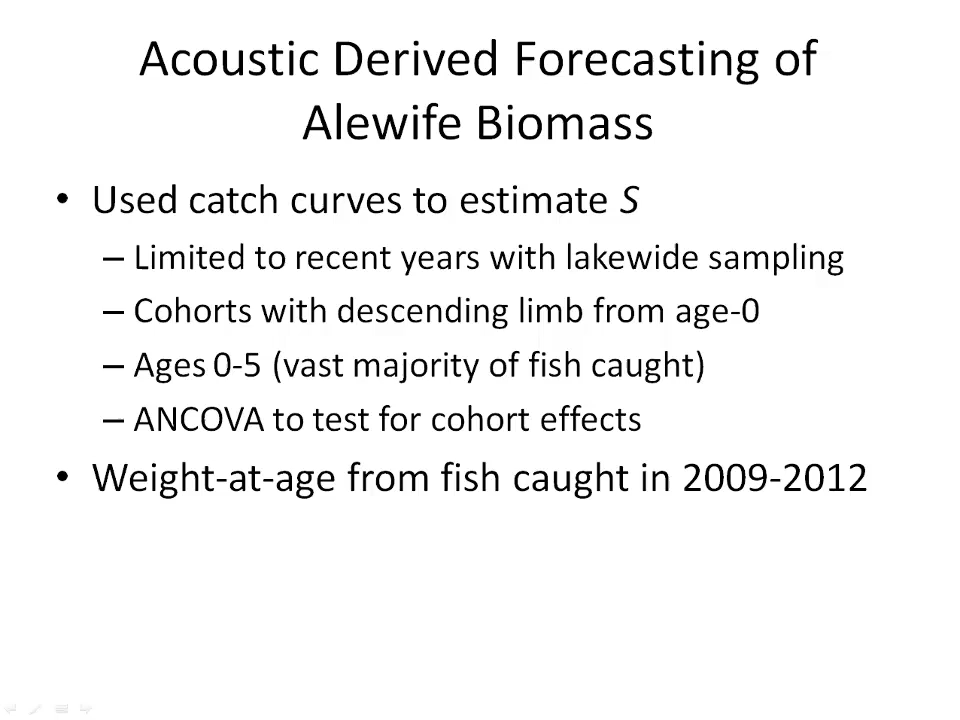 Acoustic Derived Forecasting of
Alewife Biomass
• Used catch curves to estimate S
– Limited to recent years with lakewide sampling
– Cohorts with descending limb from age-0
– Ages 0-5 (vast majority of fish caught)
– ANCOVA to test for cohort effects
• Weight-at-age from fish caught in 2009-2012